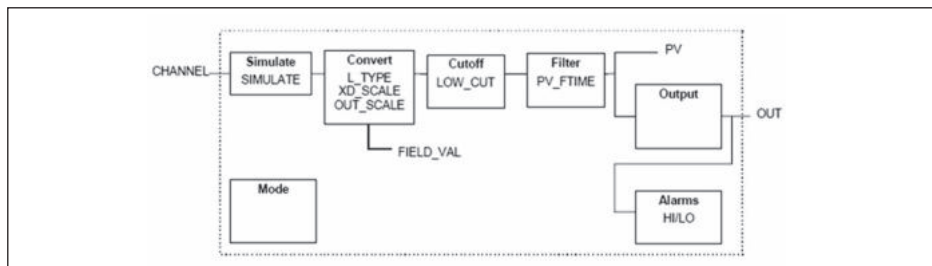 CHANNEL
Simulate
SIMULATE
Convert
L_TYPE
XD_SCALE
OUT_SCALE
FIELD_VAL
Cutoff
LOW_CUT
Filter
PV_FTIME
PV
Output
OUT
Mode
Alarms
HI/LO